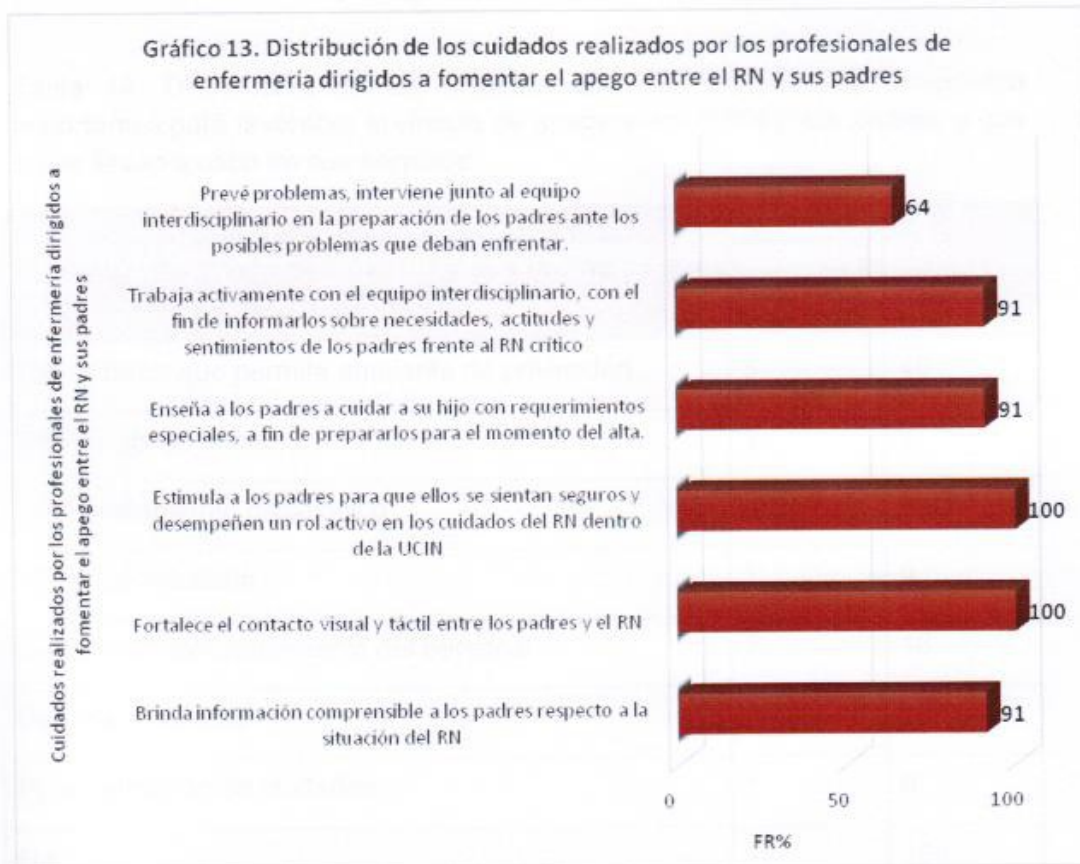 Gráfico 13. Distribución de los cuidados realizados por los profesionales de
enfermería dirigidos a fomentar el apego entre el RN y sus padres
Cuidados realizados por los profesionales de enfermería dirigidos a
fomentar el apego entre el RN y sus padres
Prevé problemas, interviene junto al equipo
interdisciplinario en la preparación de los padres ante los
posibles problemas que deban enfrentar.
64
Trabaja activamente con el equipo interdisciplinario, con el
fin de informarlos sobre necesidades, actitudes y
sentimientos de los padres frente al RN crítico
91
Enseña a los padres a cuidar a su hijo con requerimientos
especiales, a fin de prepararlos para el momento del alta.
91
Estimula a los padres para que ellos se sientan seguros y
desempeñen un rol activo en los cuidados del RN dentro
de la UCIN
100
Fortalece el contacto visual y táctil entre los padres y el RN
100
Brinda información comprensible a los padres respecto a la
situación del RN
91
0 50 100
FR%